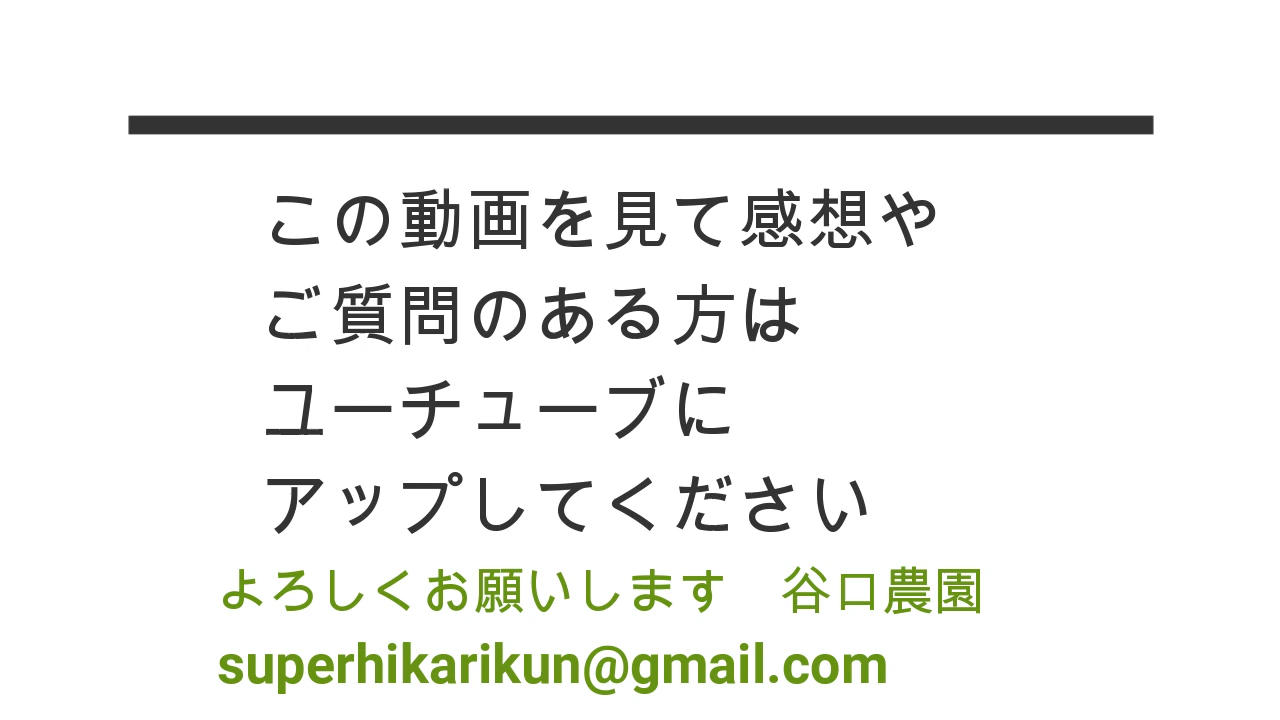 この動画を見て感想や
ご質問のある方は
ユーチューブに
アップしてください
よろしくお願いします　谷口農園
superhikarikun@gmail.com